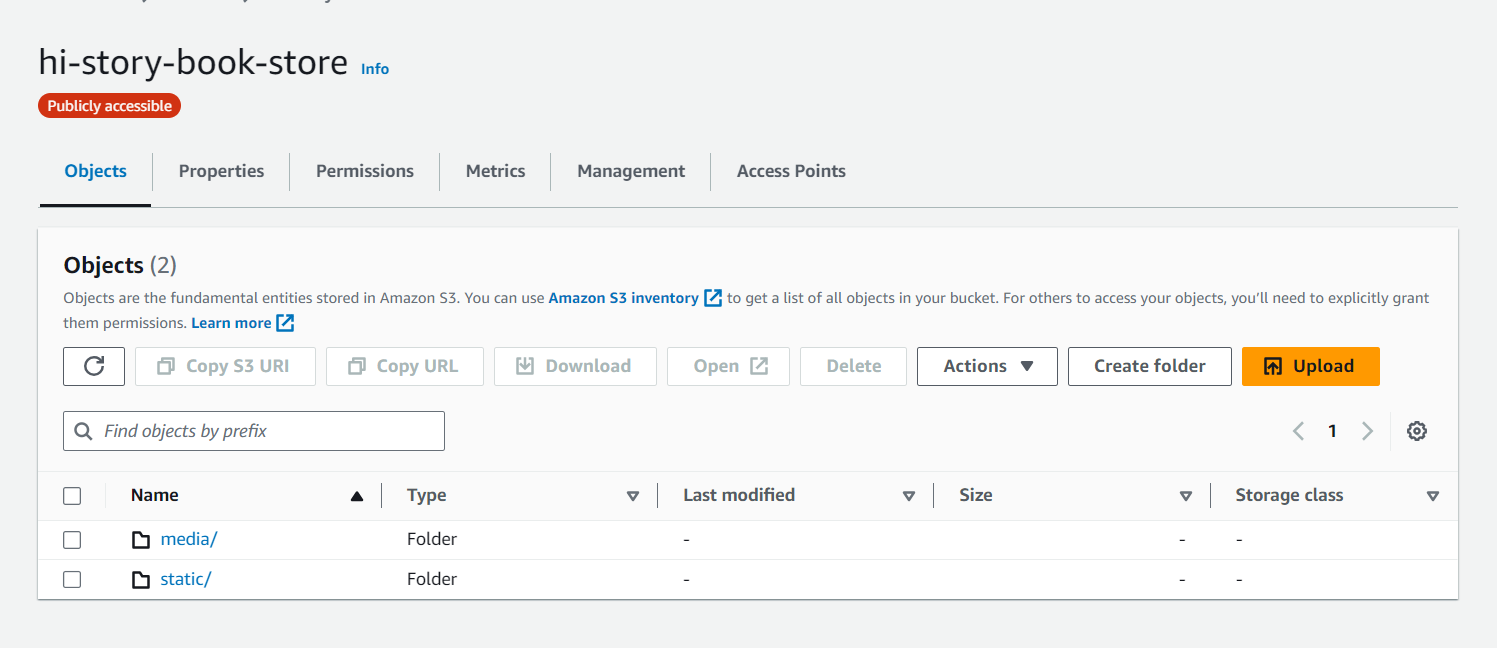 hi-story-book-store Info
Publicly accessible
Objects Properties Permissions Metrics Management Access Points
Objects (2)
Objects are the fundamental entities stored in Amazon S3. You can use Amazon S3 inventory to get a list of all objects in your bucket. For others to access your objects, you'll need to explicitly grant
them permissions. Learn more
Copy S3 URI Copy URL Download Open Delete Actions Create folder Upload
Find objects by prefix 1
Name Type Last modified Size Storage class
media/ Folder - - -
static/ Folder - - -